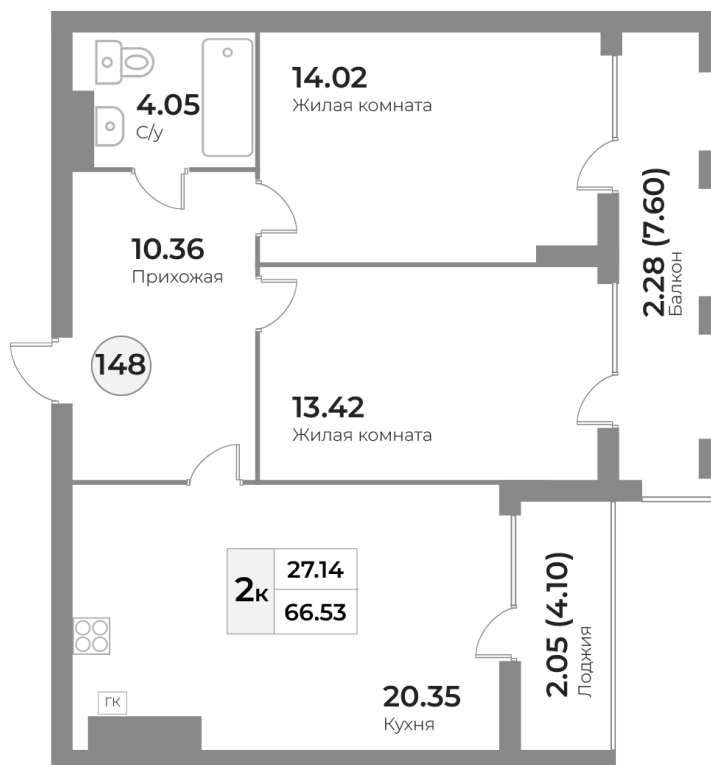 4.05
С/у
14.02
Жилая комната
10.36
Прихожая
2.28 (7.60)
Балкон
148
13.42
Жилая комната
2к
27.14
66.53
2.05 (4.10)
Лоджия
ГК
20.35
Кухня